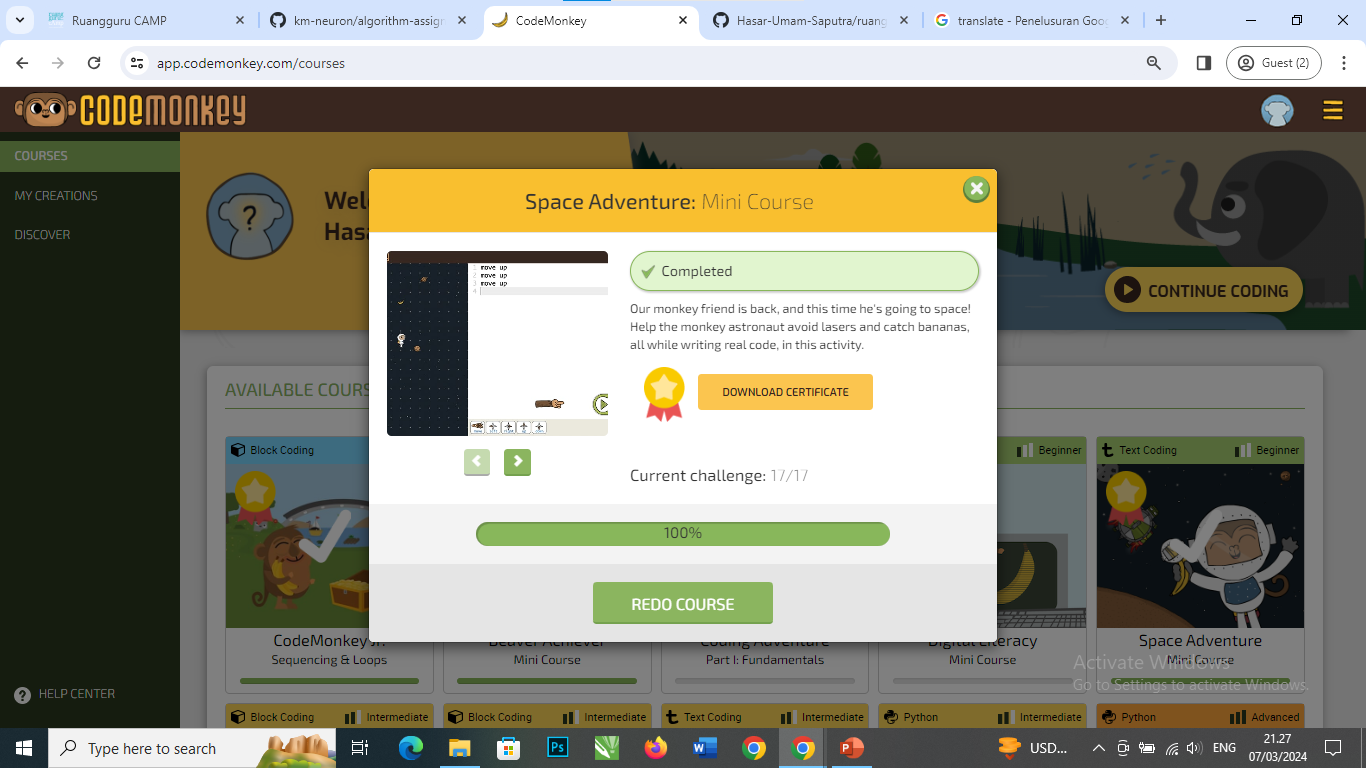 Ruangguru CAMP
km-neuron/algorithm-assign
CodeMonkey
Hasar-Umam-Saputra/ruang
translate - Penelusuran Goo
app.codemonkey.com/courses
Guest (2)
CODEMONKEY
COURSES
MY CREATIONS
DISCOVER
HELP CENTER
?
Wel
Hasa
CONTINUE CODING
Space Adventure: Mini Course
1 move up
2 move up
3 move up
4
Completed
Our monkey friend is back, and this time he's going to space!
Help the monkey astronaut avoid lasers and catch bananas,
all while writing real code, in this activity.
DOWNLOAD CERTIFICATE
Current challenge: 17/17
100%
REDO COURSE
AVAILABLE COURS
Block Coding
Beginner
Text Coding
Beginner
CodeMonkey Jr.
Sequencing & Loops
Beaver Achiever
Mini Course
Coding Adventure
Part I: Fundamentals
Digital Literacy
Mini Course
Space Adventure
Mini Course
Block Coding
Intermediate
Block Coding
Intermediate
Text Coding
Intermediate
Python
Intermediate
Python
Advanced
Activate Windows
Go to Settings to activate Windows.
Type here to search
USD...
ENG
21.27
07/03/2024